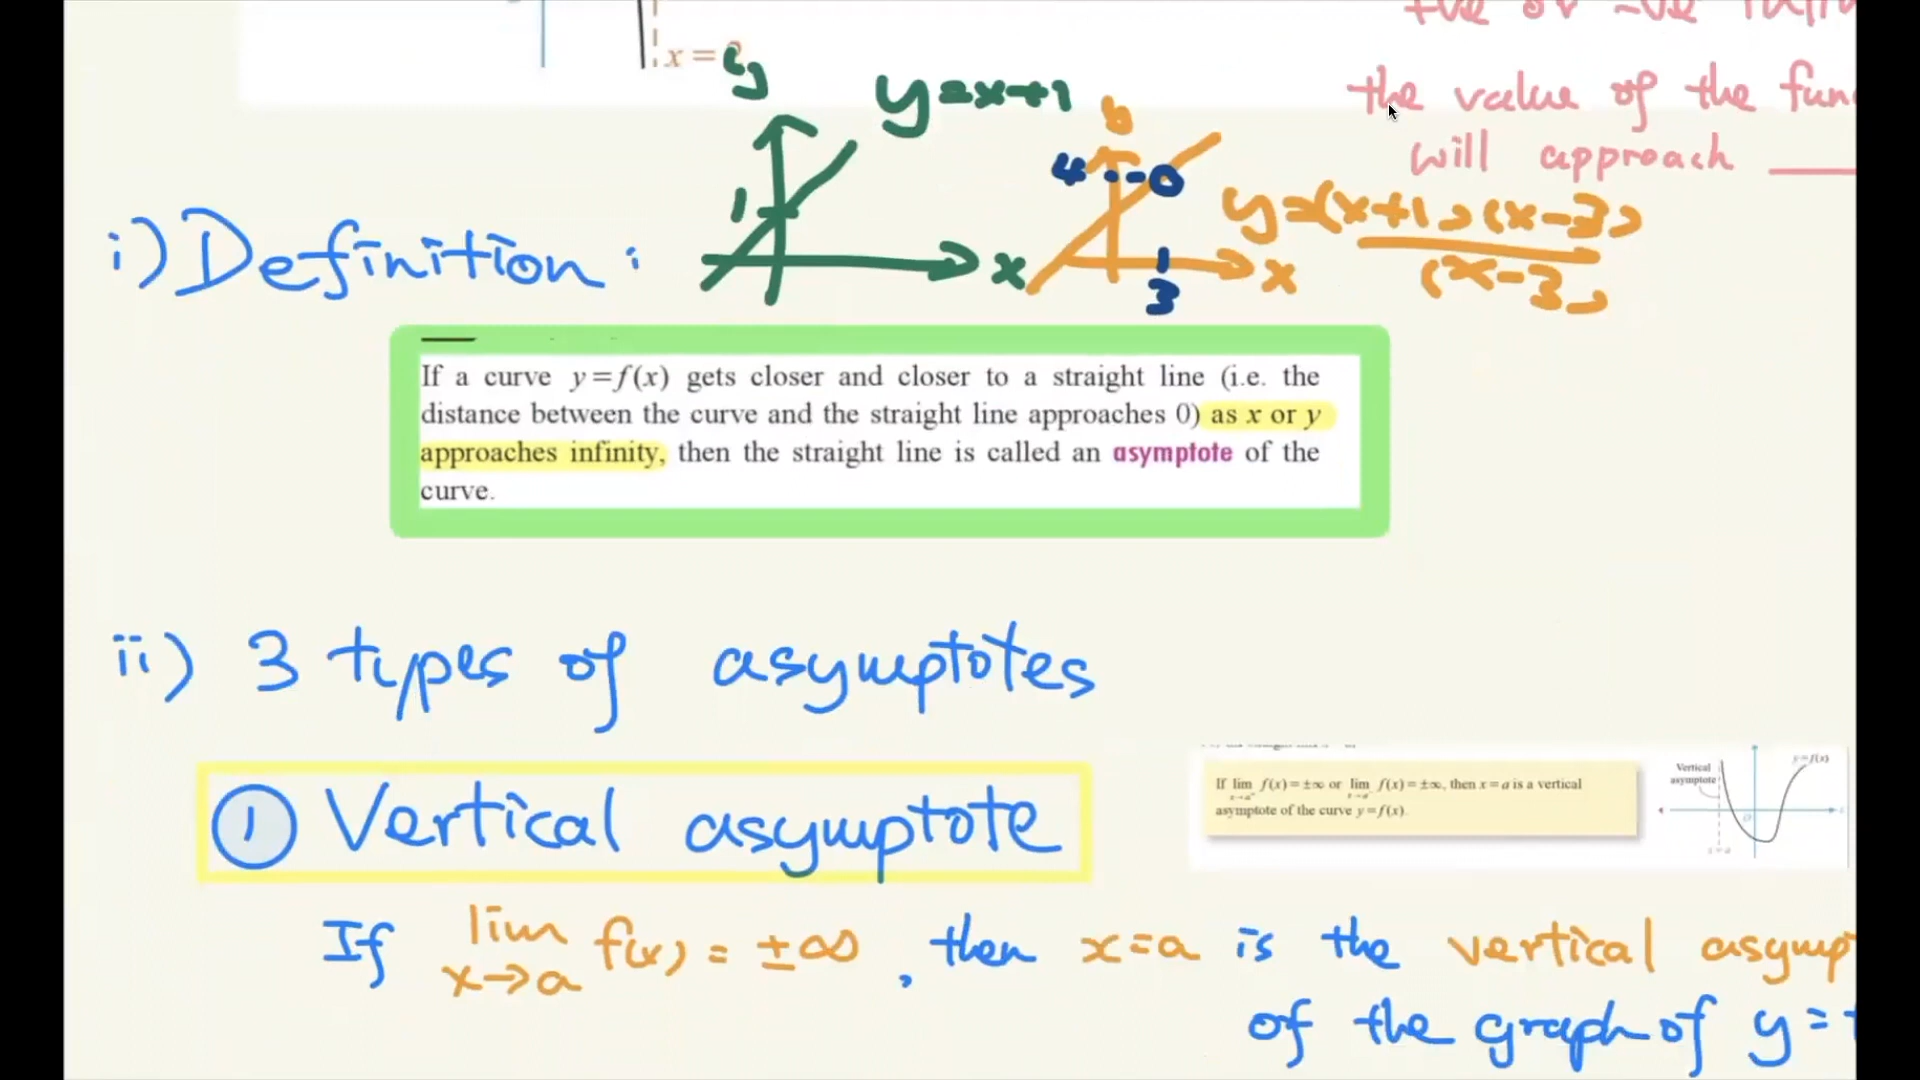 x =
y
y=x+1
1
x
4
0
3
x
y=(x+1)(x-3)
(x-3)
the value of the fun
will approach
i) Definition :
If a curve y=f(x) gets closer and closer to a straight line (i.e. the
distance between the curve and the straight line approaches 0) as x or y
approaches infinity, then the straight line is called an asymptote of the
curve.
ii) 3 types of asymptotes
① Vertical asymptote
If lim f(x)=±∞ or lim f(x)=±∞, then x=a is a vertical
asymptote of the curve y=f(x).
Vertical
asymptote
y=f(x)
O
x=a
If lim f(x) = ±∞ , then x=a is the vertical asymp
x→a
of the graph of y =